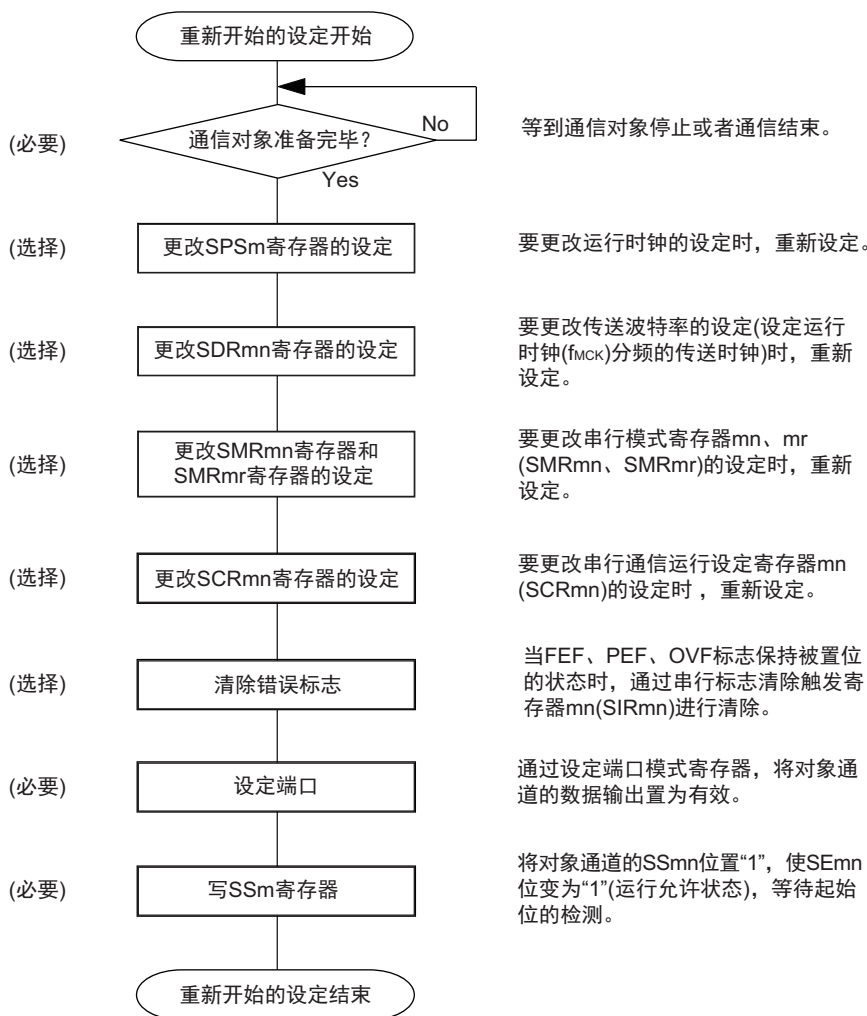 重新开始的设定开始
(必要)
通信对象准备完毕?
No
Yes
等到通信对象停止或者通信结束。
(选择)
更改SPSm寄存器的设定
要更改运行时钟的设定时，重新设定。
(选择)
更改SDRmn寄存器的设定
要更改传送波特率的设定(设定运行
时钟(fMCK)分频的传送时钟)时，重新
设定。
(选择)
更改SMRmn寄存器和
SMRmr寄存器的设定
要更改串行模式寄存器mn、mr
(SMRmn、SMRmr)的设定时，重新
设定。
(选择)
更改SCRmn寄存器的设定
要更改串行通信运行设定寄存器mn
(SCRmn)的设定时，重新设定。
(选择)
清除错误标志
当FEF、PEF、OVF标志保持被置位
的状态时，通过串行标志清除触发寄
存器mn(SIRmn)进行清除。
(必要)
设定端口
通过设定端口模式寄存器，将对象通
道的数据输出置为有效。
(必要)
写SSm寄存器
将对象通道的SSmn位置“1”，使SEmn
位变为“1”(运行允许状态)，等待起始
位的检测。
重新开始的设定结束